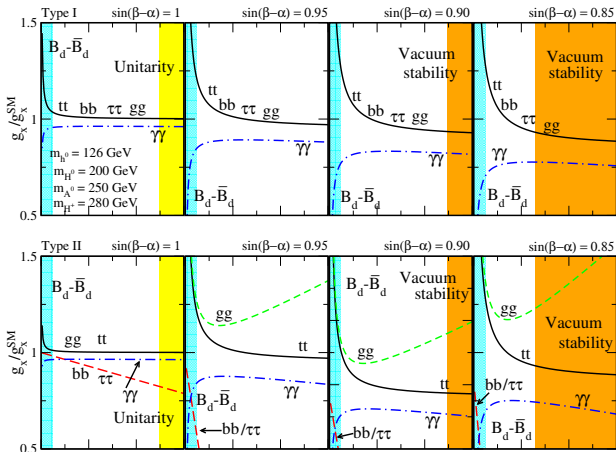 Type I sin(β−α) = 1 sin(β−α) = 0.95 sin(β−α) = 0.90 sin(β−α) = 0.85
1.5
1
0.5
g_x/g_x^SM
B_d-B̅_d
Unitarity
tt bb ττ gg
γγ
m_h⁰ = 126 GeV
m_H⁰ = 200 GeV
m_A⁰ = 250 GeV
m_H⁺ = 280 GeV
tt
bb ττ gg
γγ
B_d-B̅_d
Vacuum
stability
tt
bb ττ gg
γγ
B_d-B̅_d
Vacuum
stability
tt
bb
ττ gg
γγ
B_d-B̅_d
Type II sin(β−α) = 1 sin(β−α) = 0.95 sin(β−α) = 0.90 sin(β−α) = 0.85
1.5
1
0.5
g_x/g_x^SM
B_d-B̅_d
gg tt
bb ττ
γγ
Unitarity
gg
tt
γγ
B_d-B̅_d
bb/ττ
B_d-B̅_d
Vacuum
stability
gg
tt
γγ
bb/ττ
gg
tt
Vacuum
stability
bb/ττ
γγ
B_d-B̅_d